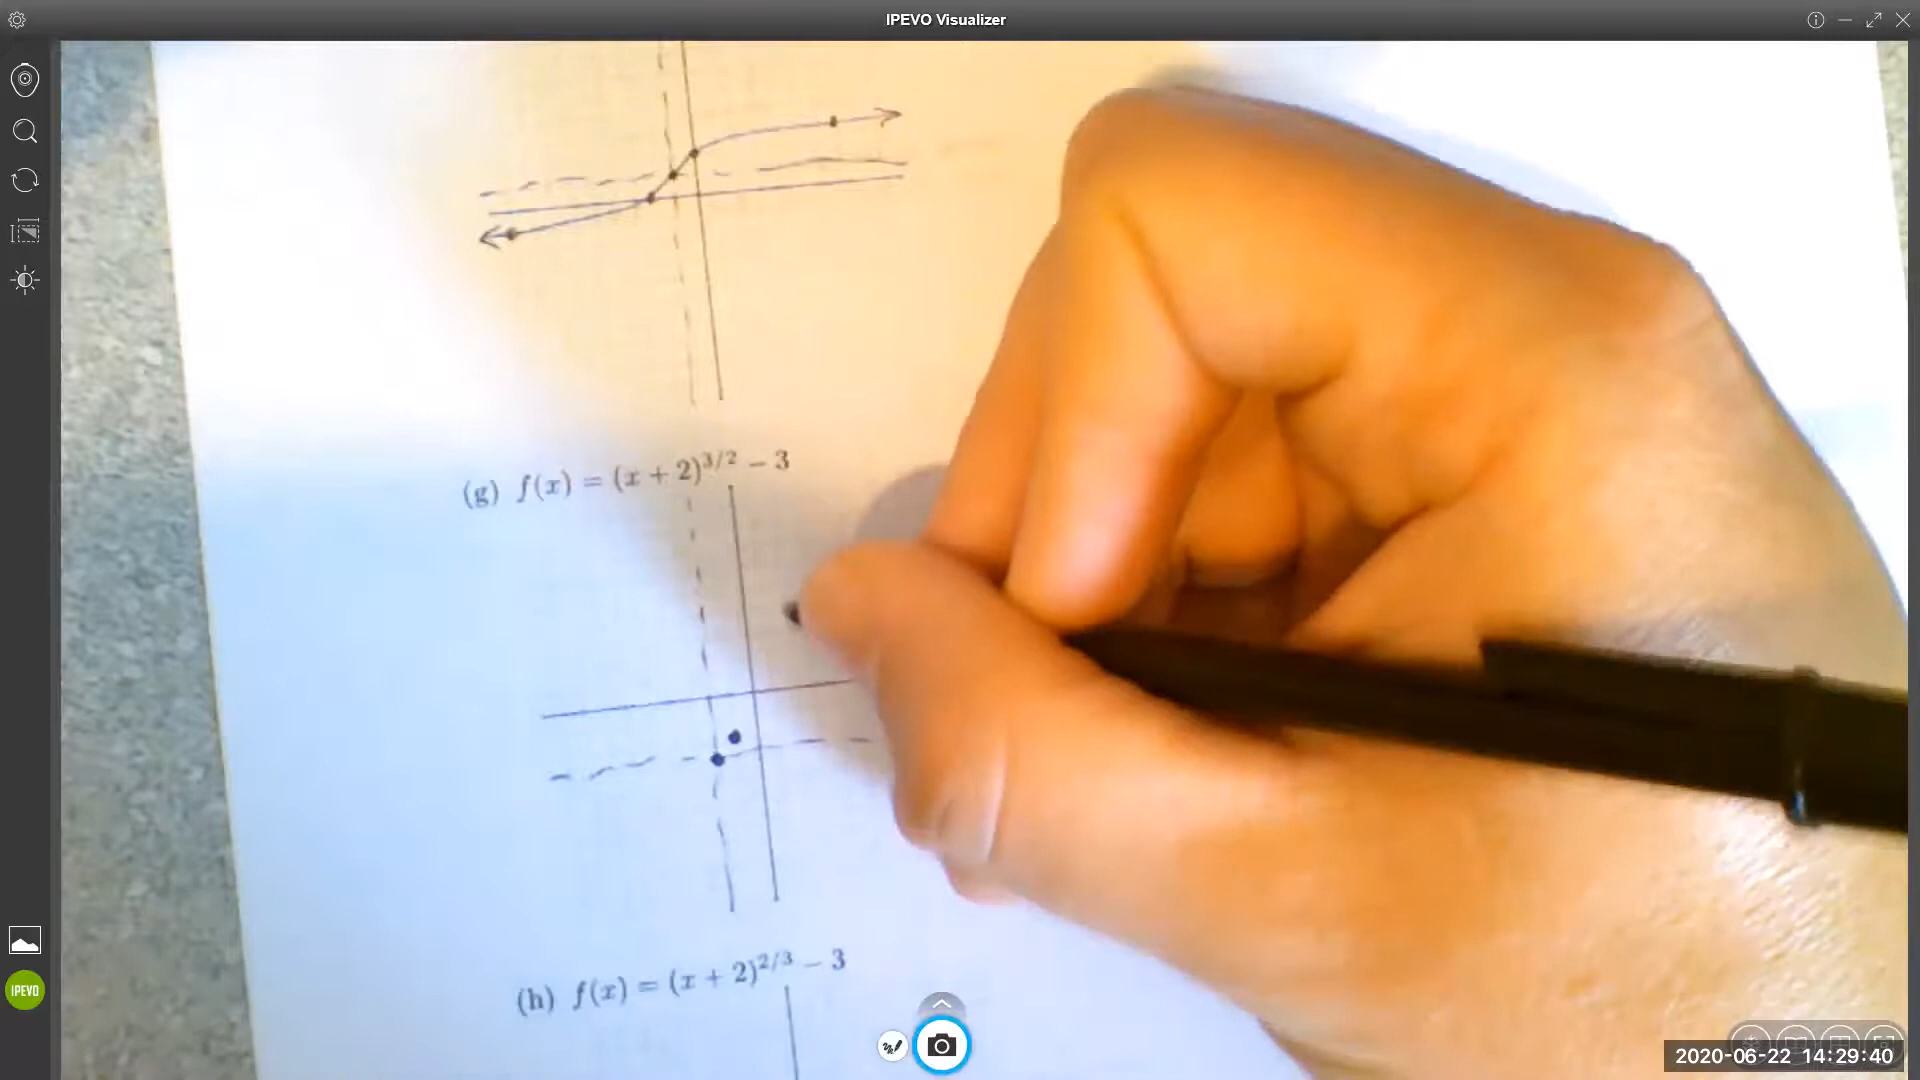 IPEVO Visualizer
(g) f(x) = (x + 2)^{3/2} − 3
(h) f(x) = (x + 2)^{2/3} − 3
IPEVO
2020-06-22 14:29:40